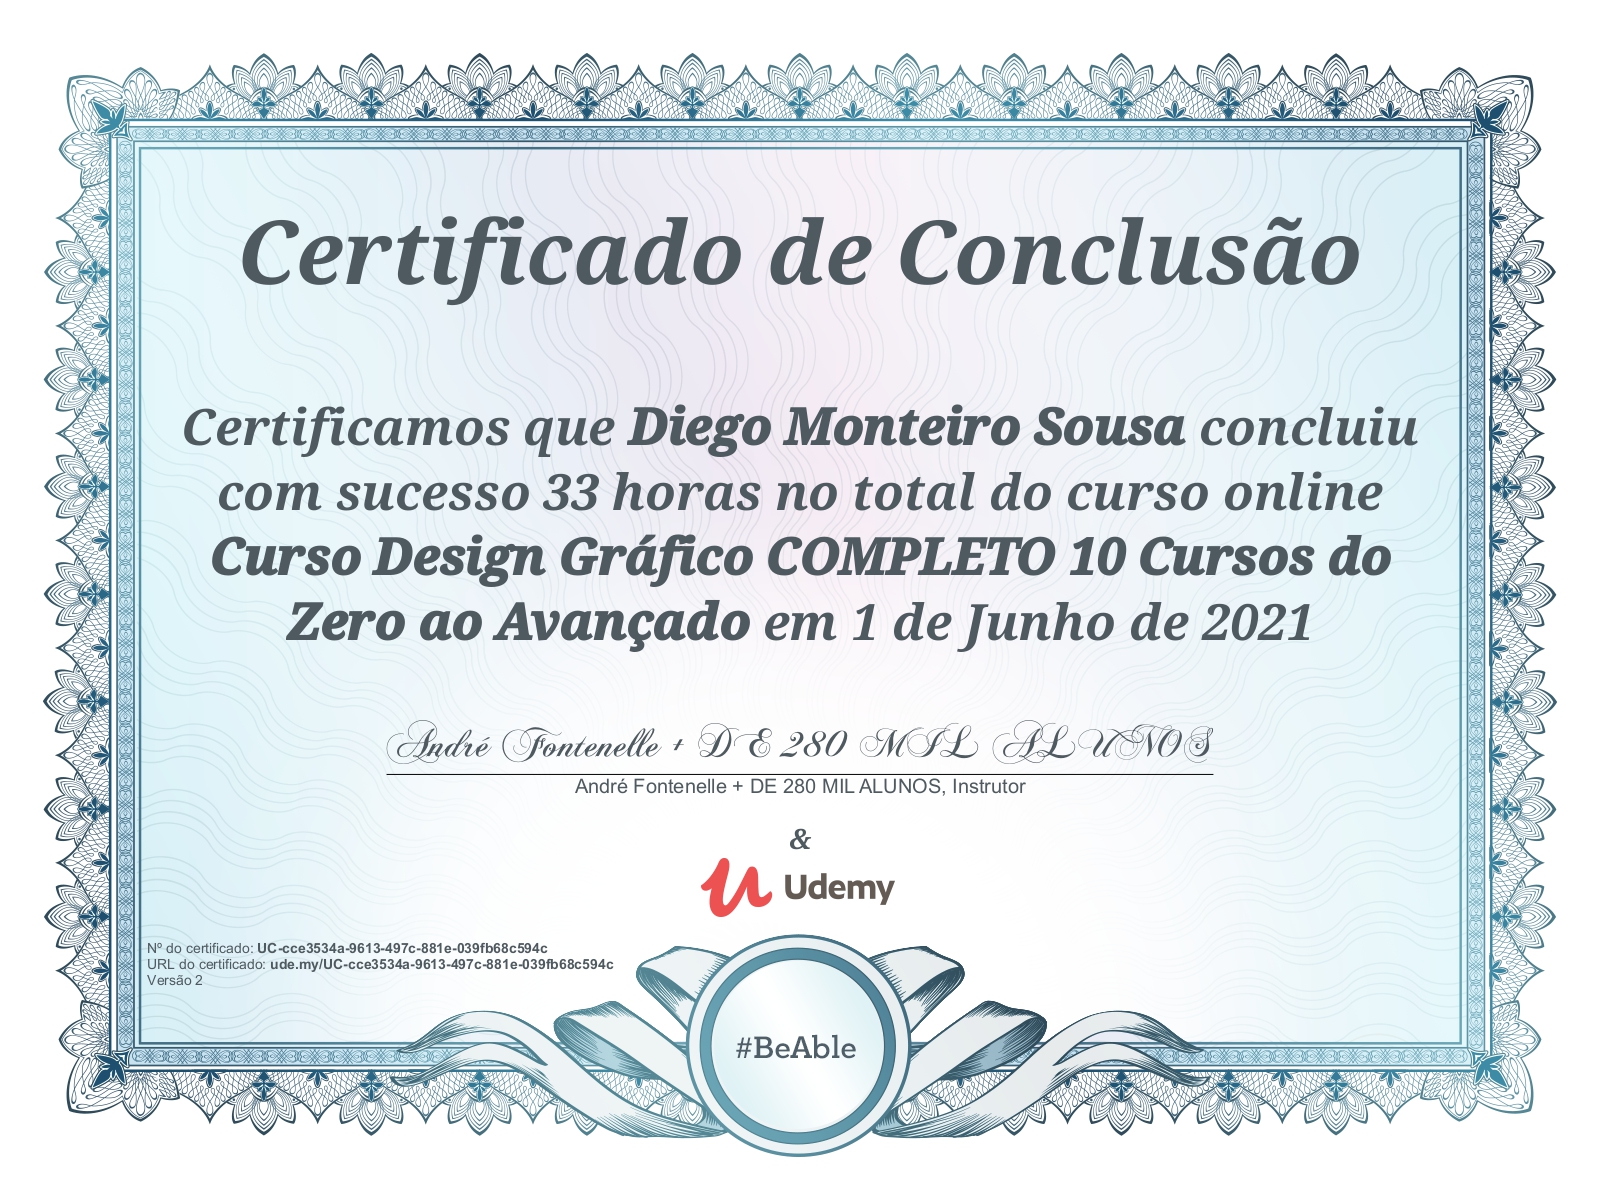 Certificado de Conclusão
Certificamos que Diego Monteiro Sousa concluiu
com sucesso 33 horas no total do curso online
Curso Design Gráfico COMPLETO 10 Cursos do
Zero ao Avançado em 1 de Junho de 2021
André Fontenelle + DE 280 MIL ALUNOS
André Fontenelle + DE 280 MIL ALUNOS, Instrutor
&
Udemy
Nº do certificado: UC-cce3534a-9613-497c-881e-039fb68c594c
URL do certificado: ude.my/UC-cce3534a-9613-497c-881e-039fb68c594c
Versão 2
#BeAble